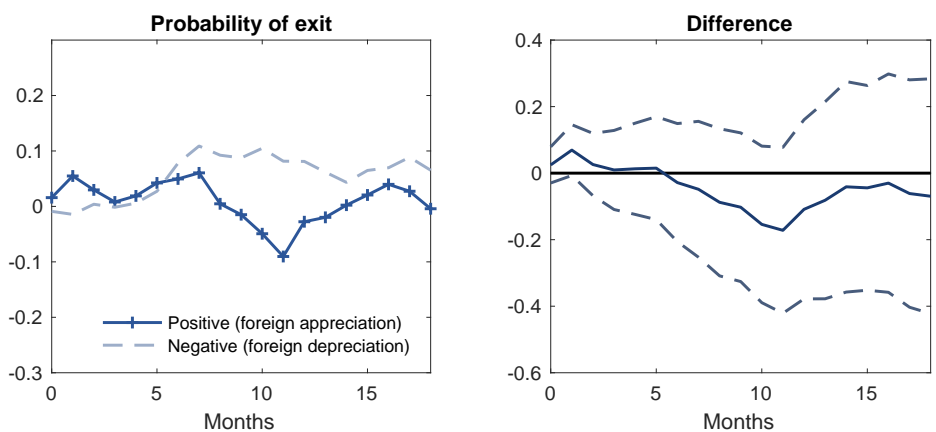 Probability of exit
0.2
0.1
0
-0.1
-0.2
-0.3
Positive (foreign appreciation)
Negative (foreign depreciation)
0 5 10 15
Months
Difference
0.4
0.2
0
-0.2
-0.4
-0.6
0 5 10 15
Months